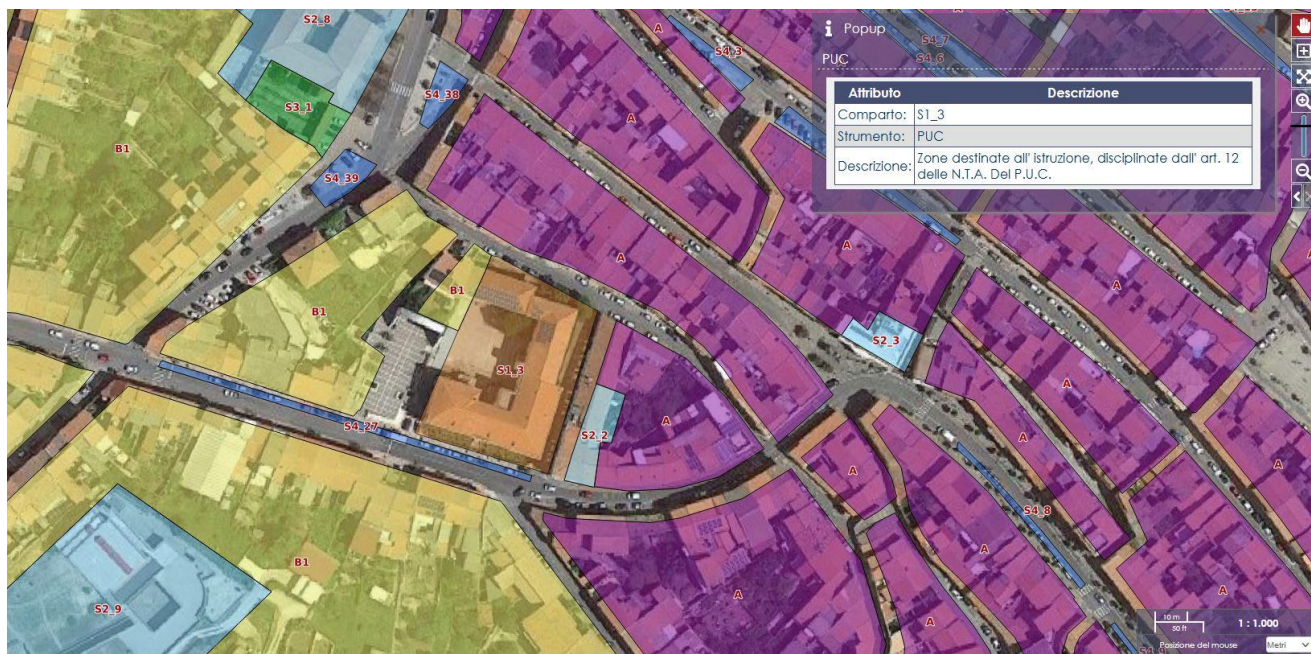 S2_8
A
S4_3
S4_7
S4_6
S4_38
S3_1
B1
S4_39
A
A
A
B1
B1
A
S2_3
S1_3
S4_27
S2_2
A
A
A
A
A
S4_8
A
A
B1
S2_9
A
A
A
Popup
PUC
Attributo Descrizione
Comparto: S1_3
Strumento: PUC
Descrizione: Zone destinate all' istruzione, disciplinate dall' art. 12
delle N.T.A. Del P.U.C.
10 m
50 ft
1 : 1.000
Posizione del mouse Metri